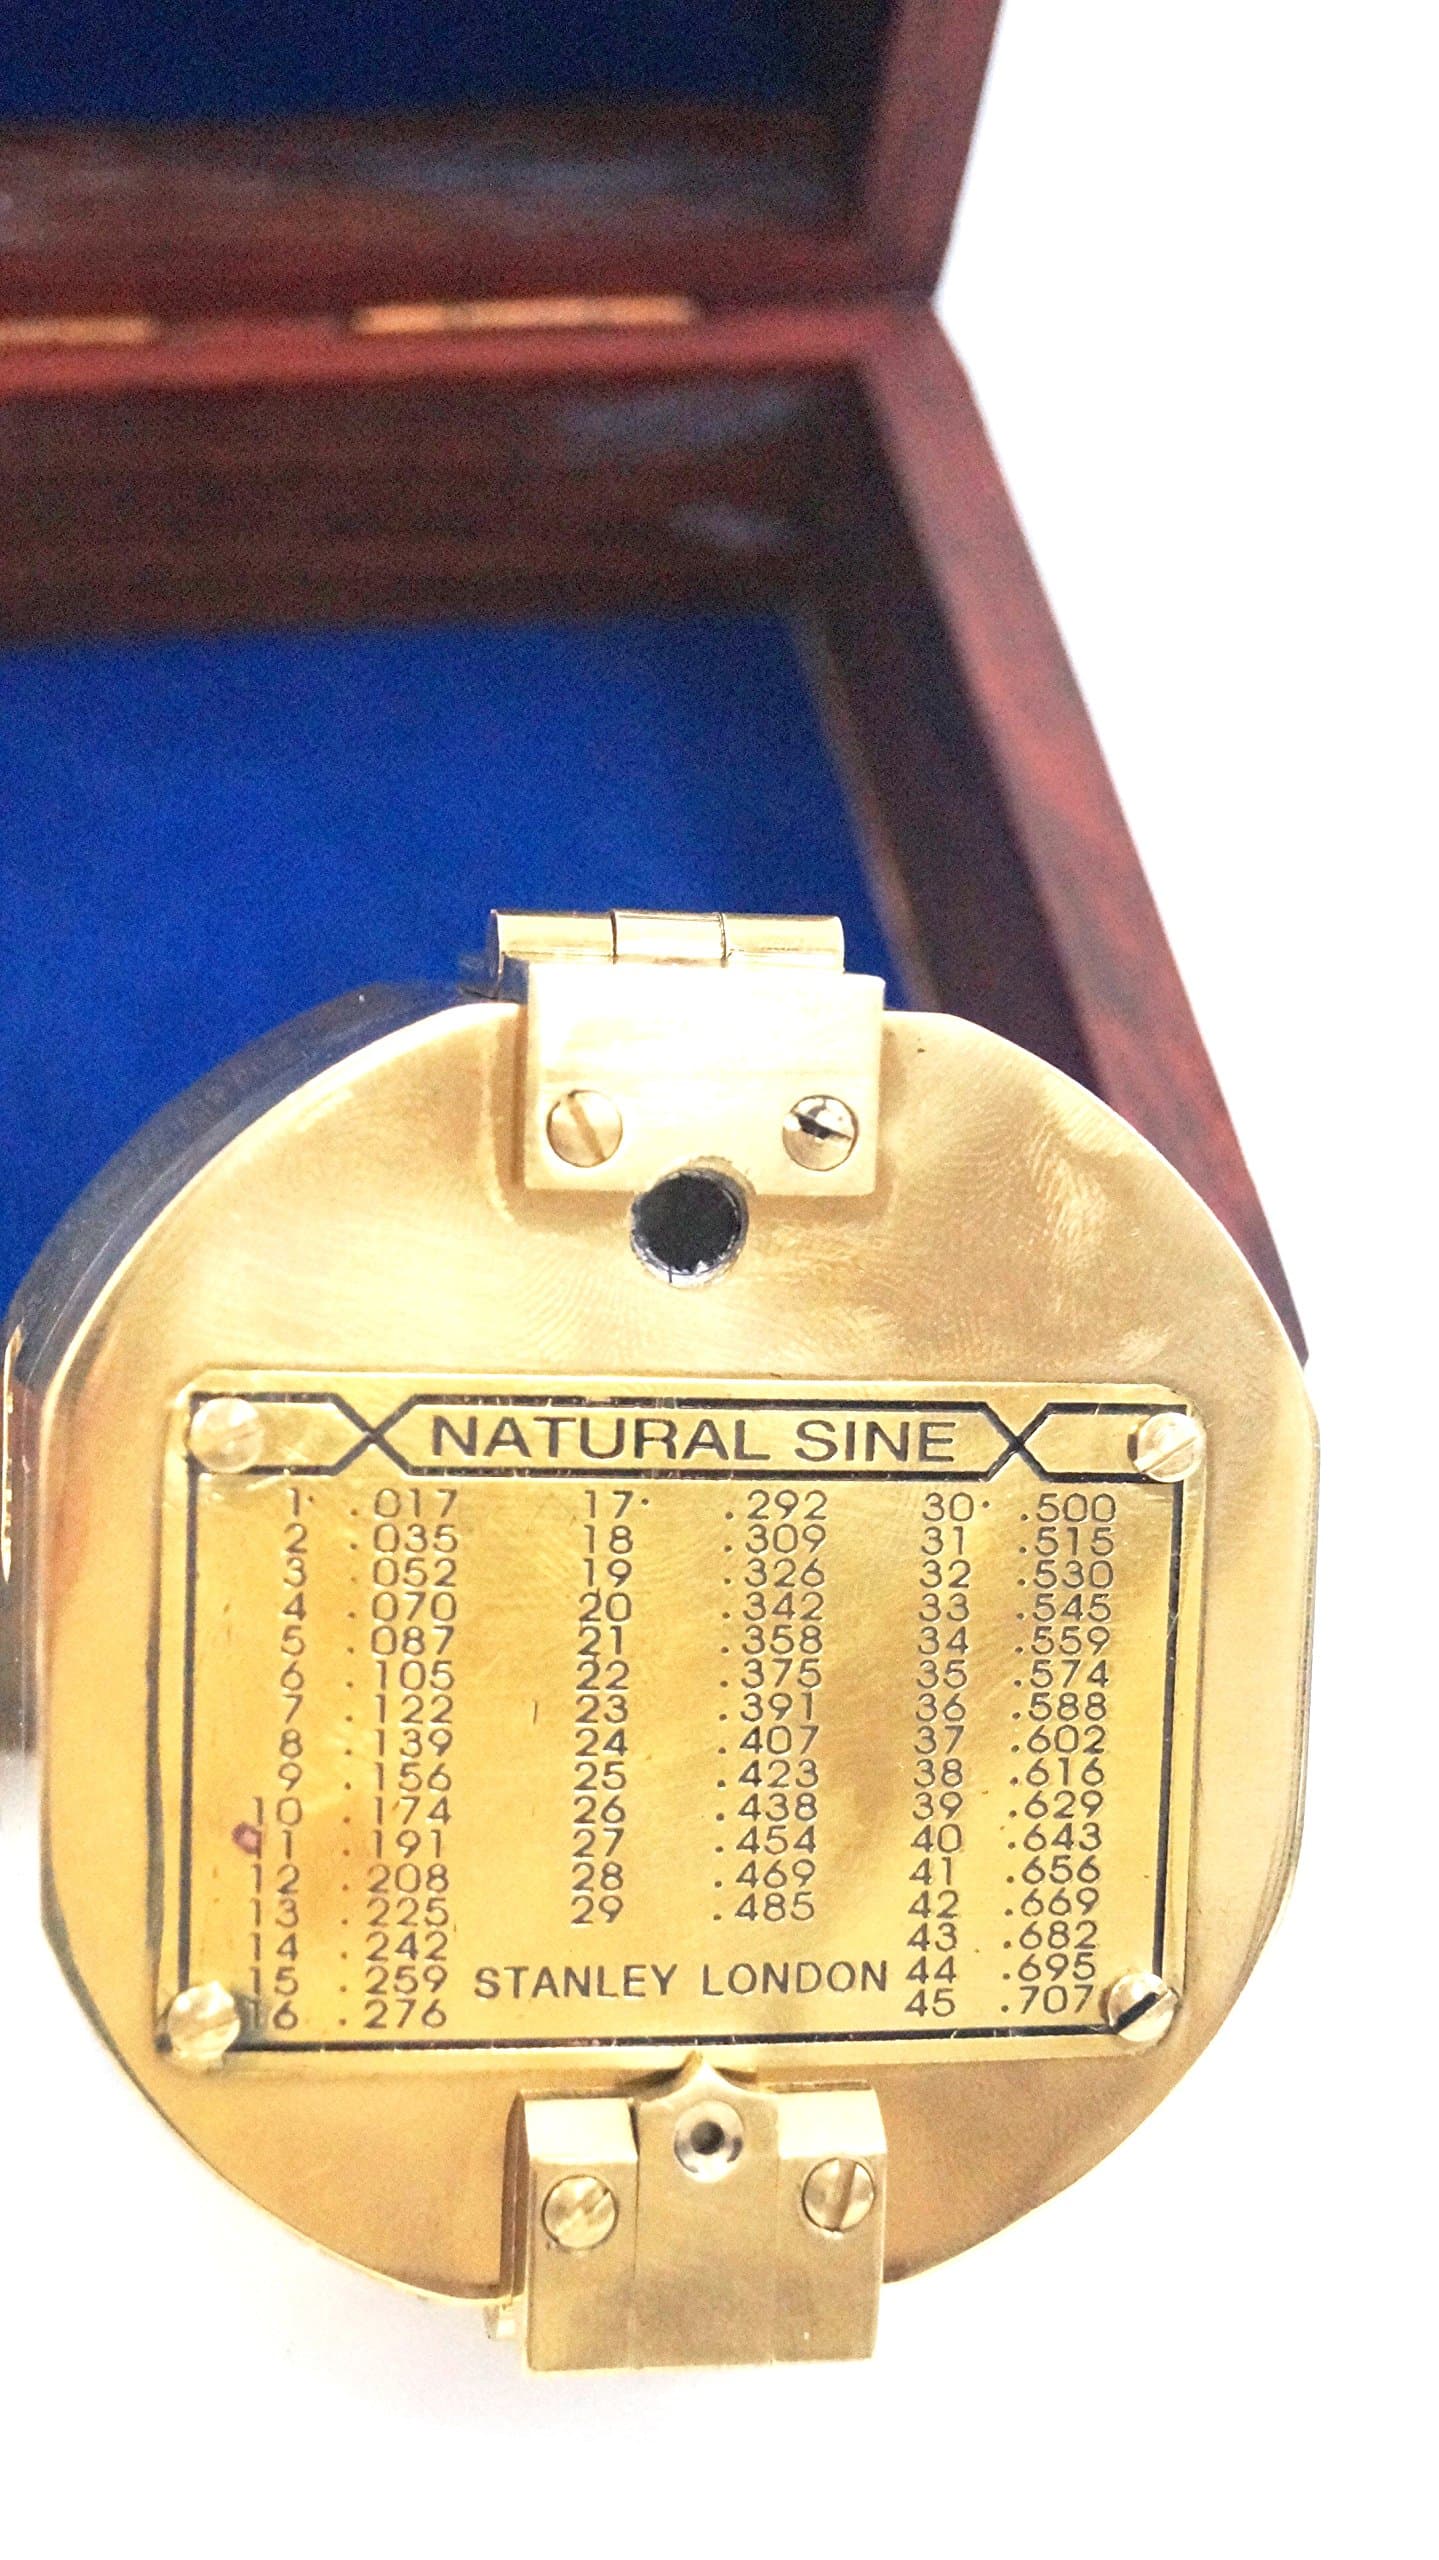 NATURAL SINE
1· .017 17· .292 30· .500
2 .035 18 .309 31 .515
3 .052 19 .326 32 .530
4 .070 20 .342 33 .545
5 .087 21 .358 34 .559
6 .105 22 .375 35 .574
7 .122 23 .391 36 .588
8 .139 24 .407 37 .602
9 .156 25 .423 38 .616
10 .174 26 .438 39 .629
11 .191 27 .454 40 .643
12 .208 28 .469 41 .656
13 .225 29 .485 42 .669
14 .242 43 .682
15 .259 STANLEY LONDON 44 .695
16 .276 45 .707